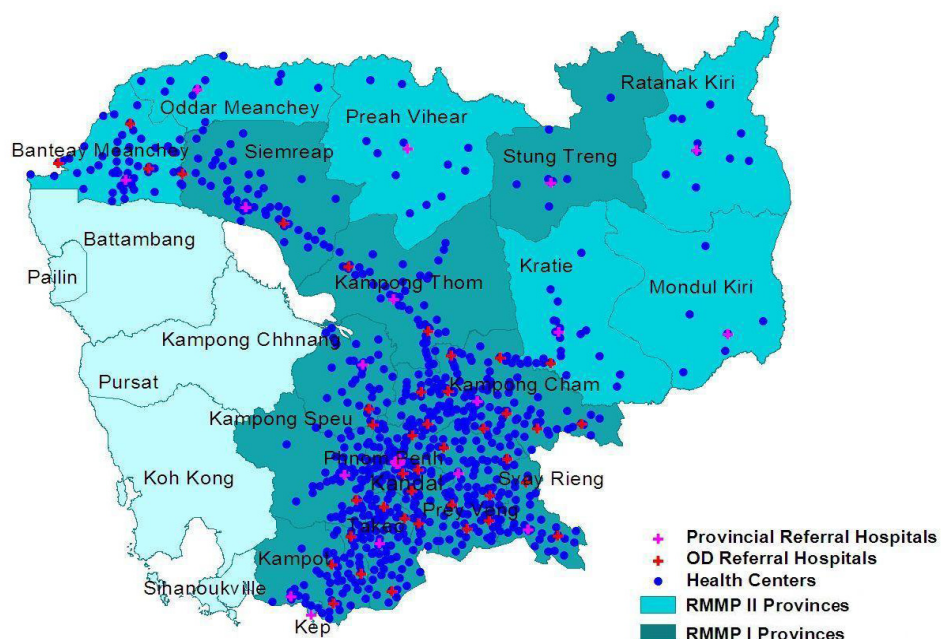 Ratanak Kiri
Oddar Meanchey
Preah Vihear
Banteay Meanchey
Siemreap
Stung Treng
Battambang
Kratie
Pailin
Kampong Thom
Mondul Kiri
Kampong Chhnang
Pursat
Kampong Cham
Kampong Speu
Phnom Penh
Koh Kong
Kandal
Svay Rieng
Prey Vang
Takao
Kampot
Sihanoukville
Kep
Provincial Referral Hospitals
OD Referral Hospitals
Health Centers
RMMP II Provinces
RMMP I Provinces